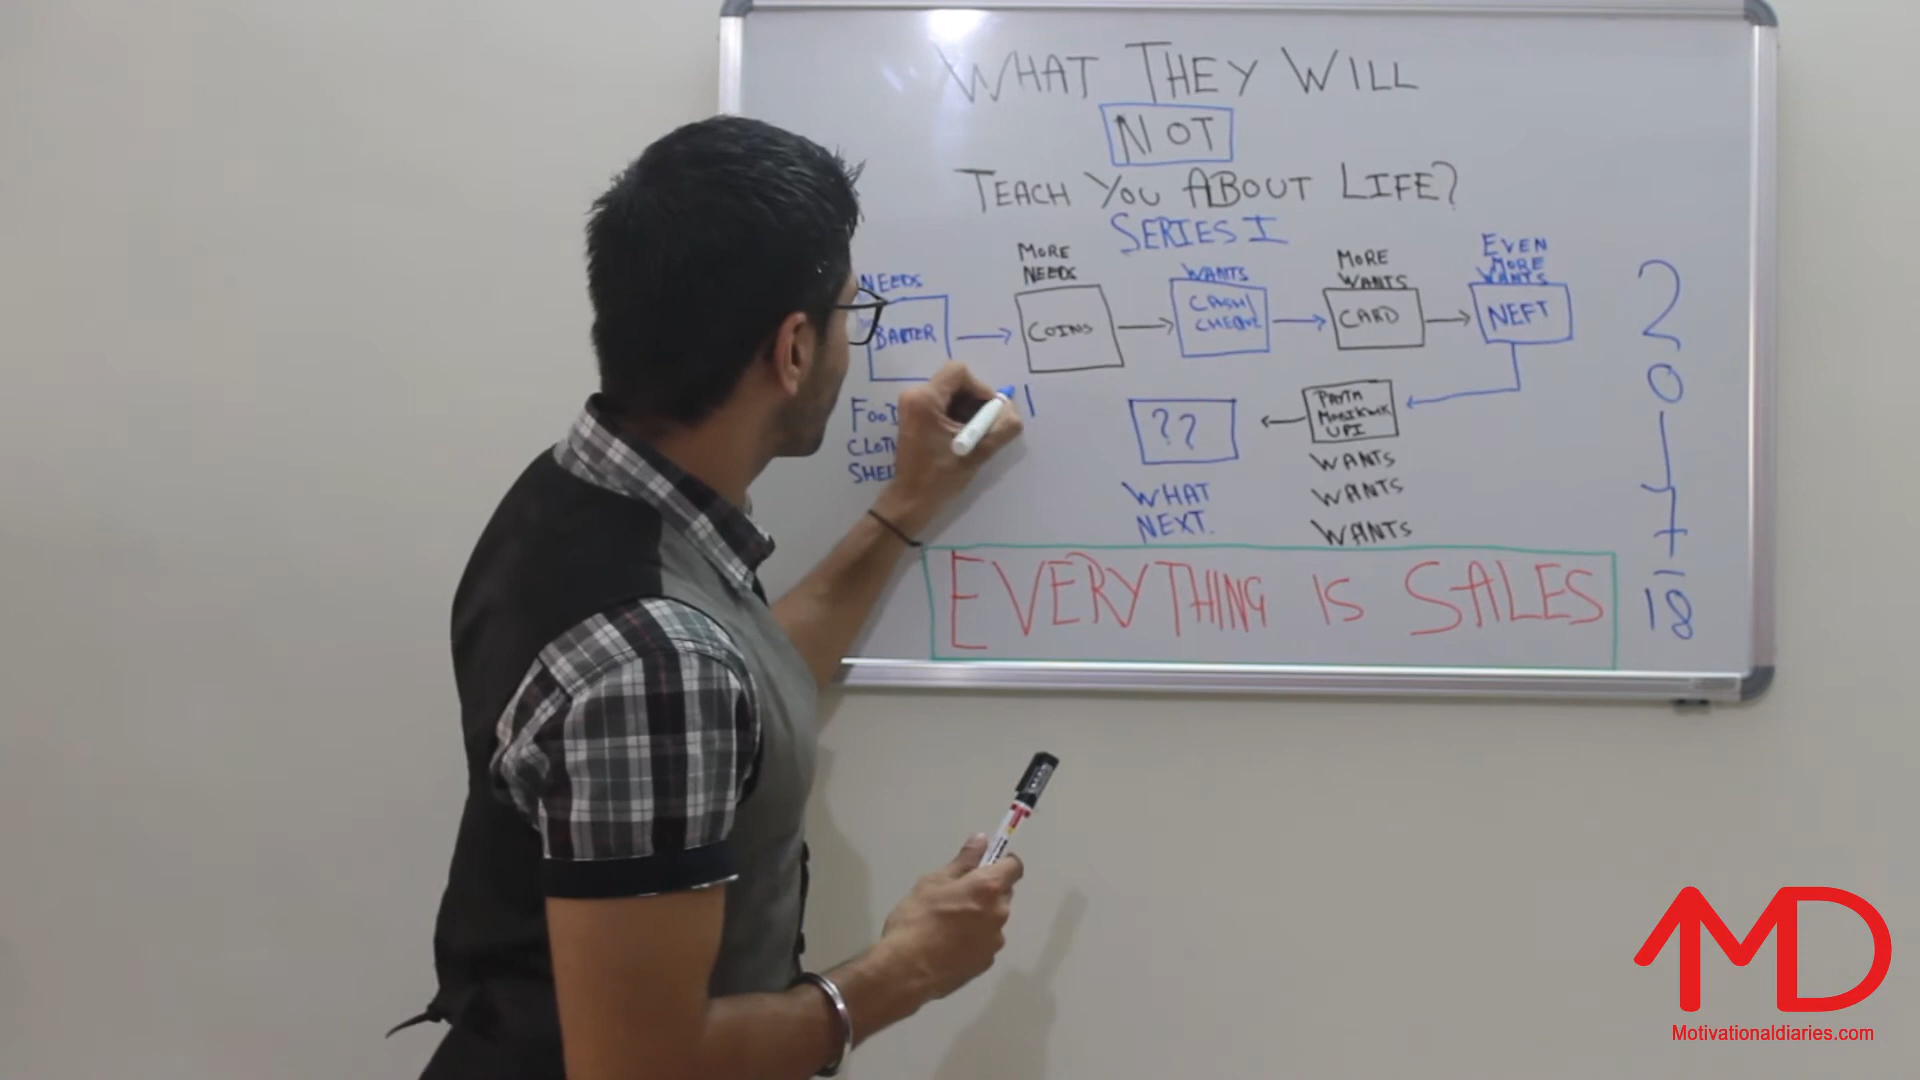 WHAT THEY WILL
NOT
TEACH YOU ABOUT LIFE?
SERIES I
NEEDS
BARTER
MORE
NEEDS
COINS
WANTS
CASH/
CHEQUE
MORE
WANTS
CARD
EVEN
MORE
WANTS
NEFT
PAYTM
MOBIKWIK
UPI
WANTS
WANTS
WANTS
??
WHAT
NEXT.
EVERYTHING IS SALES
2
0
1
7
-
18
MD
Motivationaldiaries.com